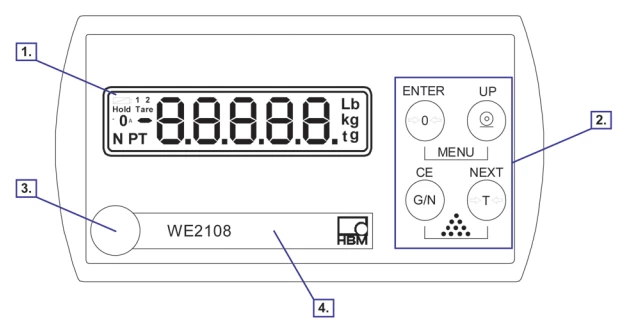 1.
1 2
Hold Tare
0 A
-8.8.8.8.8.
Lb
kg
t g
N PT
ENTER UP
0
MENU
CE NEXT
G/N T
2.
3.
WE2108
HBM
4.